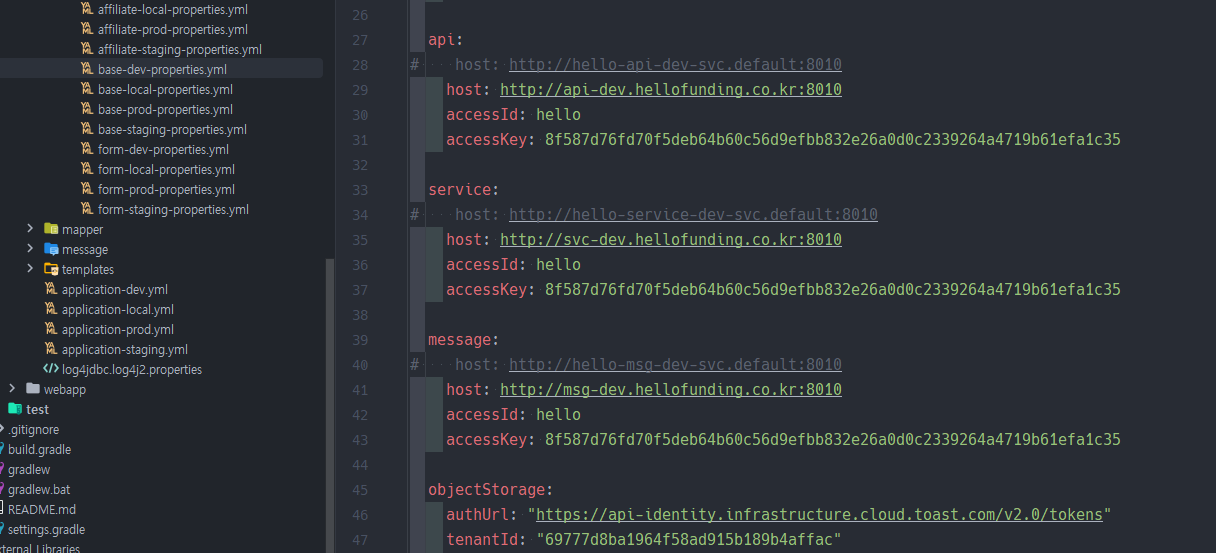 affiliate-local-properties.yml
affiliate-prod-properties.yml
affiliate-staging-properties.yml
base-dev-properties.yml
base-local-properties.yml
base-prod-properties.yml
base-staging-properties.yml
form-dev-properties.yml
form-local-properties.yml
form-prod-properties.yml
form-staging-properties.yml
mapper
message
templates
application-dev.yml
application-local.yml
application-prod.yml
application-staging.yml
log4jdbc.log4j2.properties
webapp
test
.gitignore
build.gradle
gradlew
gradlew.bat
README.md
settings.gradle
ternal Libraries
26
27 api:
28 # host: http://hello-api-dev-svc.default:8010
29 host: http://api-dev.hellofunding.co.kr:8010
30 accessId: hello
31 accessKey: 8f587d76fd70f5deb64b60c56d9efbb832e26a0d0c2339264a4719b61efa1c35
32
33 service:
34 # host: http://hello-service-dev-svc.default:8010
35 host: http://svc-dev.hellofunding.co.kr:8010
36 accessId: hello
37 accessKey: 8f587d76fd70f5deb64b60c56d9efbb832e26a0d0c2339264a4719b61efa1c35
38
39 message:
40 # host: http://hello-msg-dev-svc.default:8010
41 host: http://msg-dev.hellofunding.co.kr:8010
42 accessId: hello
43 accessKey: 8f587d76fd70f5deb64b60c56d9efbb832e26a0d0c2339264a4719b61efa1c35
44
45 objectStorage:
46 authUrl: "https://api-identity.infrastructure.cloud.toast.com/v2.0/tokens"
47 tenantId: "69777d8ba1964f58ad915b189b4affac"